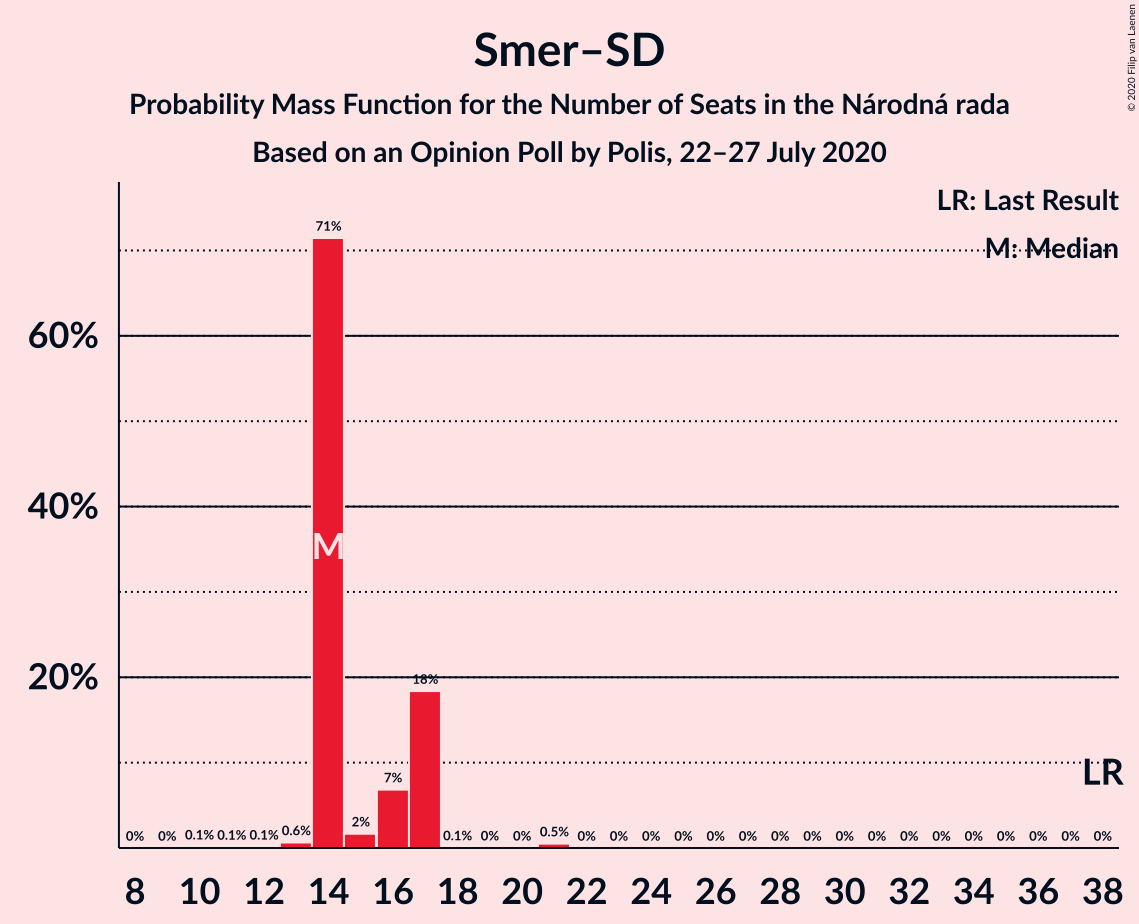 Smer–SD
Probability Mass Function for the Number of Seats in the Národná rada
Based on an Opinion Poll by Polis, 22–27 July 2020
© 2020 Filip van Laenen
LR: Last Result
M: Median
60%
40%
20%
71%
M
18%
7%
LR
0% 0% 0.1% 0.1% 0.1% 0.6% 2% 0.1% 0% 0% 0.5% 0% 0% 0% 0% 0% 0% 0% 0% 0% 0% 0% 0% 0% 0% 0% 0% 0%
8 10 12 14 16 18 20 22 24 26 28 30 32 34 36 38